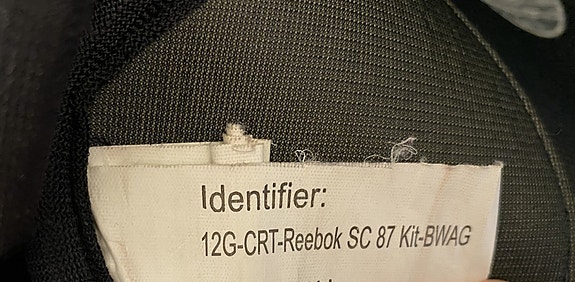 Identifier:
12G-CRT-Reebok SC 87 Kit-BWAG